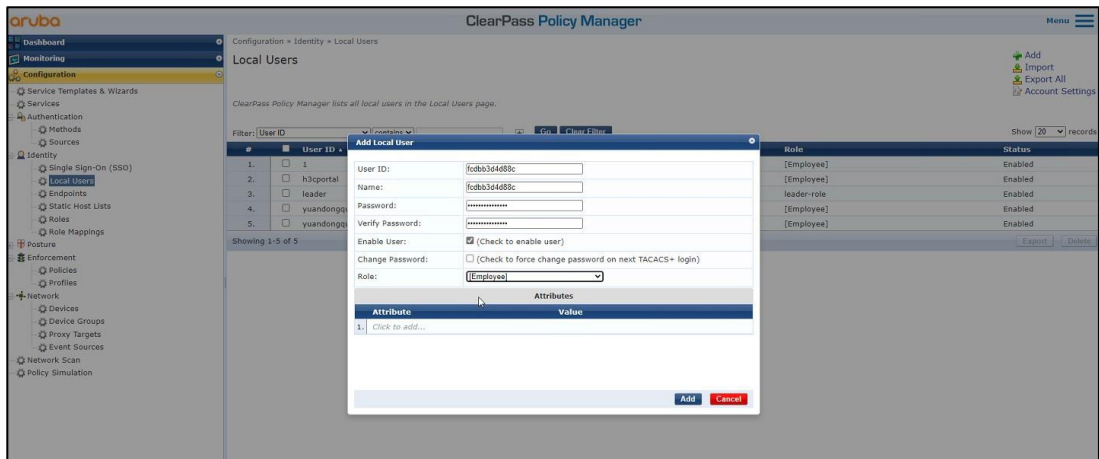 aruba
ClearPass Policy Manager
Menu
Dashboard
Monitoring
Configuration
Service Templates & Wizards
Services
Authentication
Methods
Sources
Identity
Single Sign-On (SSO)
Local Users
Endpoints
Static Host Lists
Roles
Role Mappings
Posture
Enforcement
Policies
Profiles
Network
Devices
Device Groups
Proxy Targets
Event Sources
Network Scan
Policy Simulation
Configuration » Identity » Local Users
Local Users
Add
Import
Export All
Account Settings
ClearPass Policy Manager lists all local users in the Local Users page.
Filter: User ID contains Go Clear Filter Show 20 records
# User ID Role Status
1. 1 [Employee] Enabled
2. h3cportal [Employee] Enabled
3. leader leader-role Enabled
4. yuandongqu [Employee] Enabled
5. yuandongqu [Employee] Enabled
Showing 1-5 of 5 Export Delete
Add Local User
User ID: fcdbb3d4d88c
Name: fcdbb3d4d88c
Password:
Verify Password:
Enable User: (Check to enable user)
Change Password: (Check to force change password on next TACACS+ login)
Role: [Employee]
Attributes
Attribute Value
1. Click to add...
Add Cancel